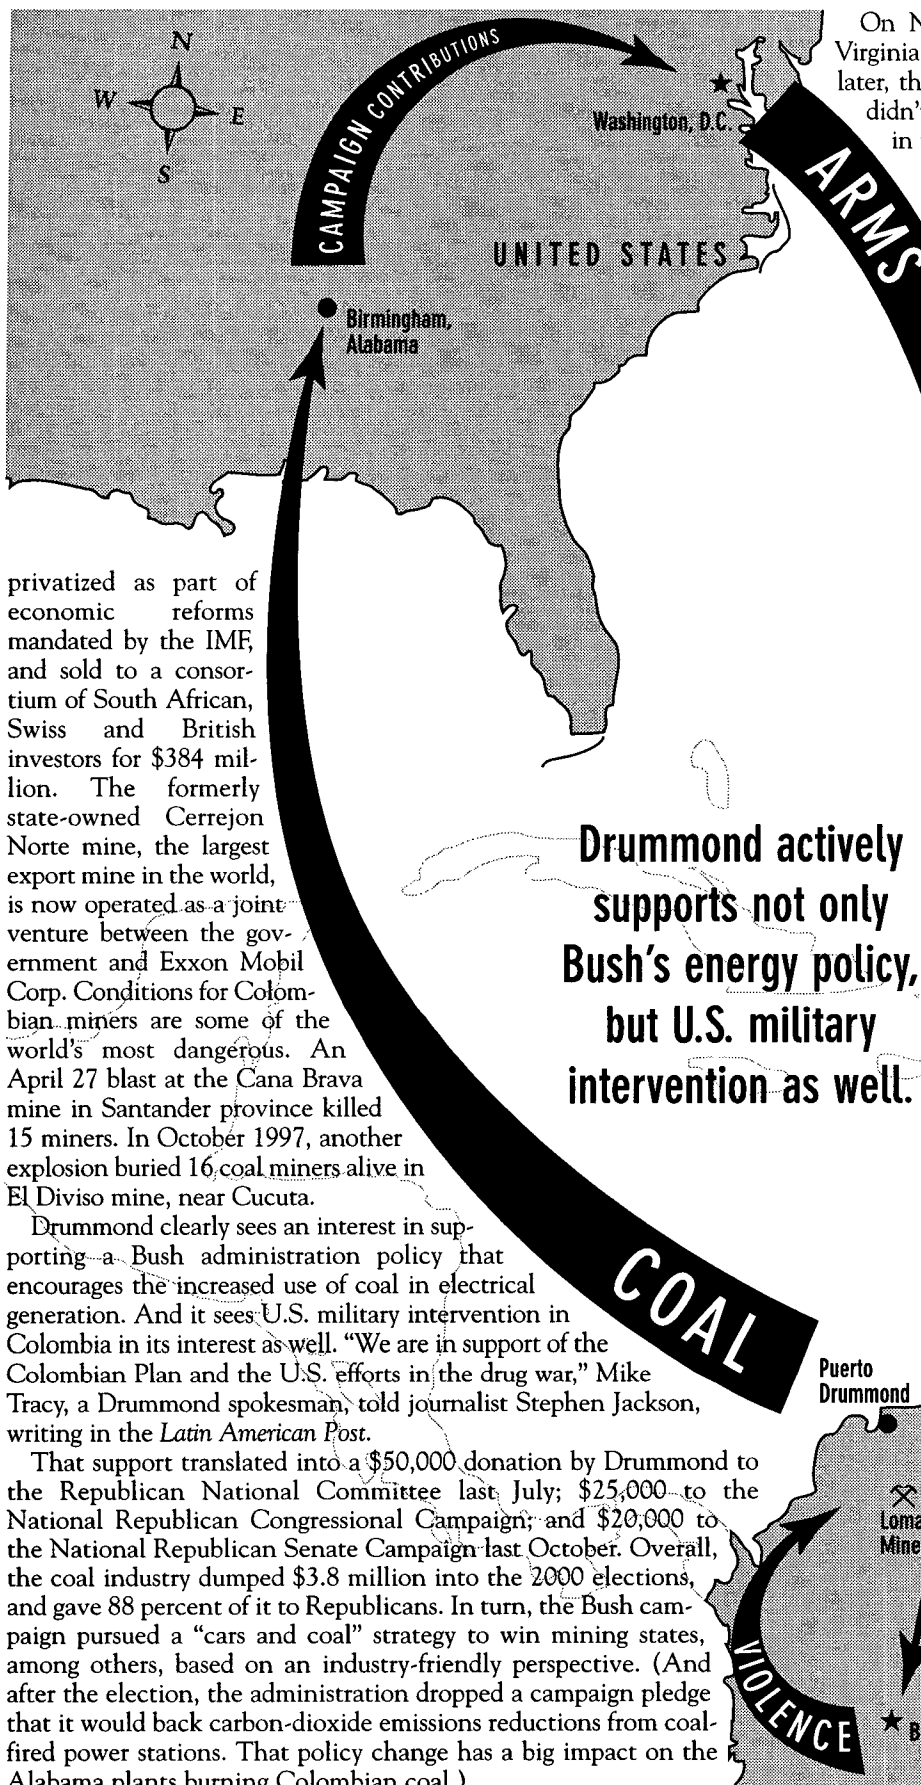 On
Virginia
later,
didn'
in
N
W
E
S
CAMPAIGN CONTRIBUTIONS
Washington, D.C.
ARMS
UNITED STATES
Birmingham,
Alabama
privatized as part of
economic reforms
mandated by the IMF,
and sold to a consor-
tium of South African,
Swiss and British
investors for $384 mil-
lion. The formerly
state-owned Cerrejon
Norte mine, the largest
export mine in the world,
is now operated as a joint
venture between the gov-
ernment and Exxon Mobil
Corp. Conditions for Colom-
bian miners are some of the
world's most dangerous. An
April 27 blast at the Cana Brava
mine in Santander province killed
15 miners. In October 1997, another
explosion buried 16 coal miners alive in
El Diviso mine, near Cucuta.
Drummond clearly sees an interest in sup-
porting a Bush administration policy that
encourages the increased use of coal in electrical
generation. And it sees U.S. military intervention in
Colombia in its interest as well. “We are in support of the
Colombian Plan and the U.S. efforts in the drug war,” Mike
Tracy, a Drummond spokesman, told journalist Stephen Jackson,
writing in the Latin American Post.
That support translated into a $50,000 donation by Drummond to
the Republican National Committee last July; $25,000 to the
National Republican Congressional Campaign; and $20,000 to
the National Republican Senate Campaign last October. Overall,
the coal industry dumped $3.8 million into the 2000 elections,
and gave 88 percent of it to Republicans. In turn, the Bush cam-
paign pursued a “cars and coal” strategy to win mining states,
among others, based on an industry-friendly perspective. (And
after the election, the administration dropped a campaign pledge
that it would back carbon-dioxide emissions reductions from coal-
fired power stations. That policy change has a big impact on the
Alabama plants burning Colombian coal.)
Drummond actively
supports not only
Bush's energy policy,
but U.S. military
intervention as well.
COAL
Puerto
Drummond
Loma
Mine
VIOLENCE